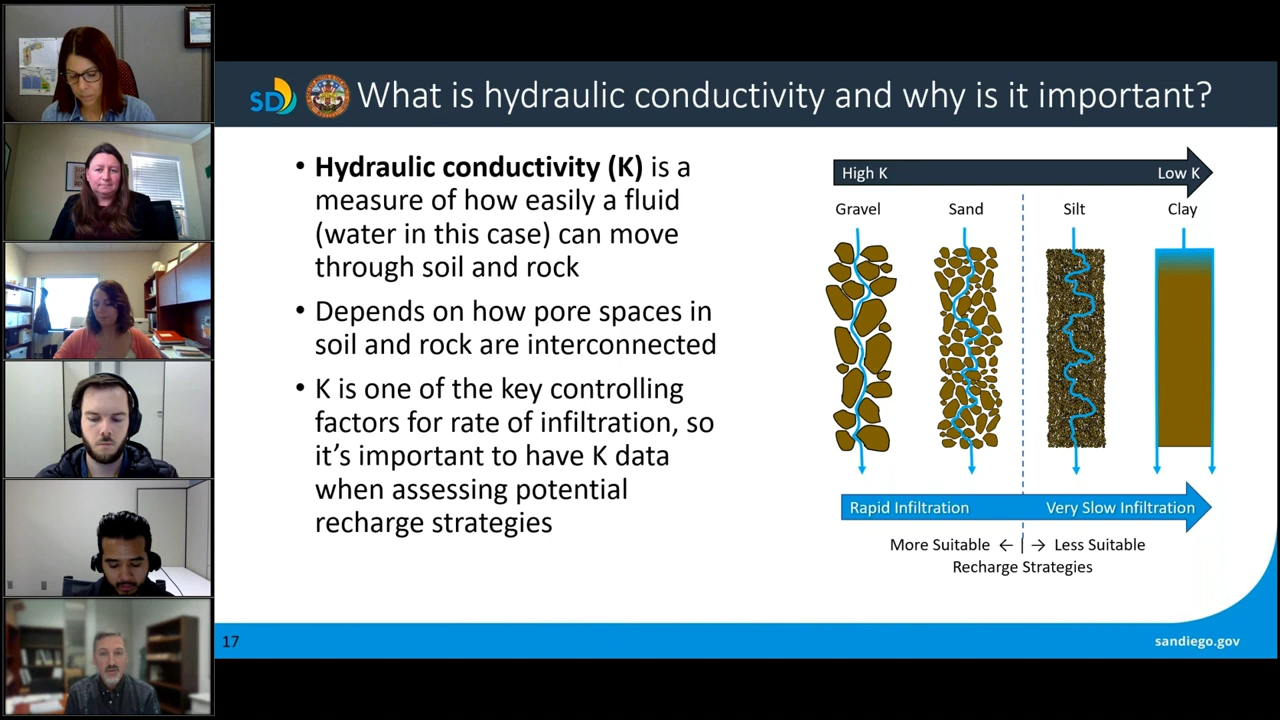 SD
What is hydraulic conductivity and why is it important?
• Hydraulic conductivity (K) is a
measure of how easily a fluid
(water in this case) can move
through soil and rock
• Depends on how pore spaces in
soil and rock are interconnected
• K is one of the key controlling
factors for rate of infiltration, so
it’s important to have K data
when assessing potential
recharge strategies
High K
Low K
Gravel
Sand
Silt
Clay
Rapid Infiltration
Very Slow Infiltration
More Suitable ← | → Less Suitable
Recharge Strategies
17
sandiego.gov